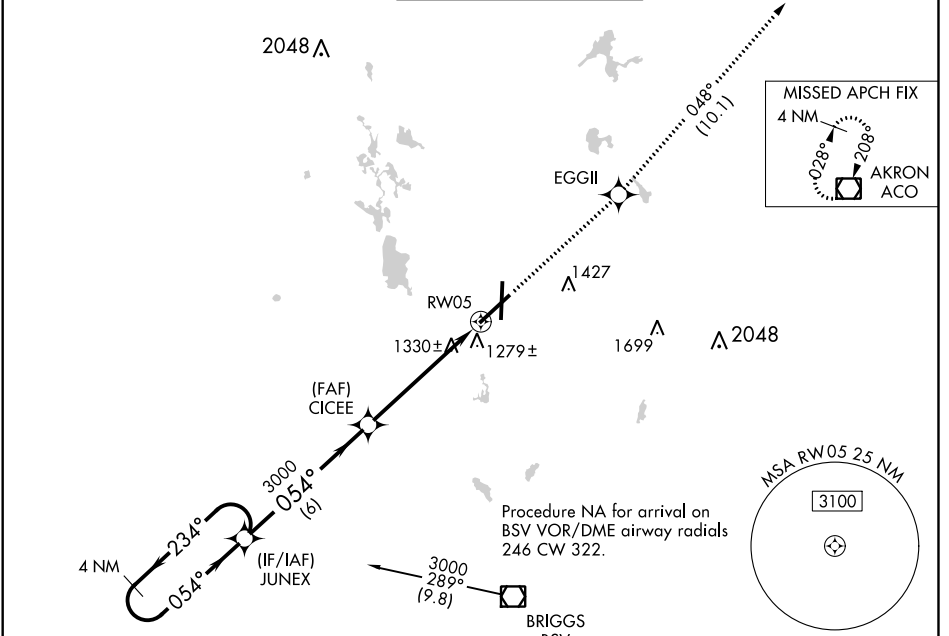 2048
048°
(10.1)
MISSED APCH FIX
4 NM
028°
208°
AKRON
ACO
EGGII
1427
RW05
1330±
1279±
1699
2048
(FAF)
CICEE
3000
054°
(6)
MSA RW05 25 NM
3100
Procedure NA for arrival on
BSV VOR/DME airway radials
246 CW 322.
234°
4 NM
054°
(IF/IAF)
JUNEX
3000
289°
(9.8)
BRIGGS
BSV